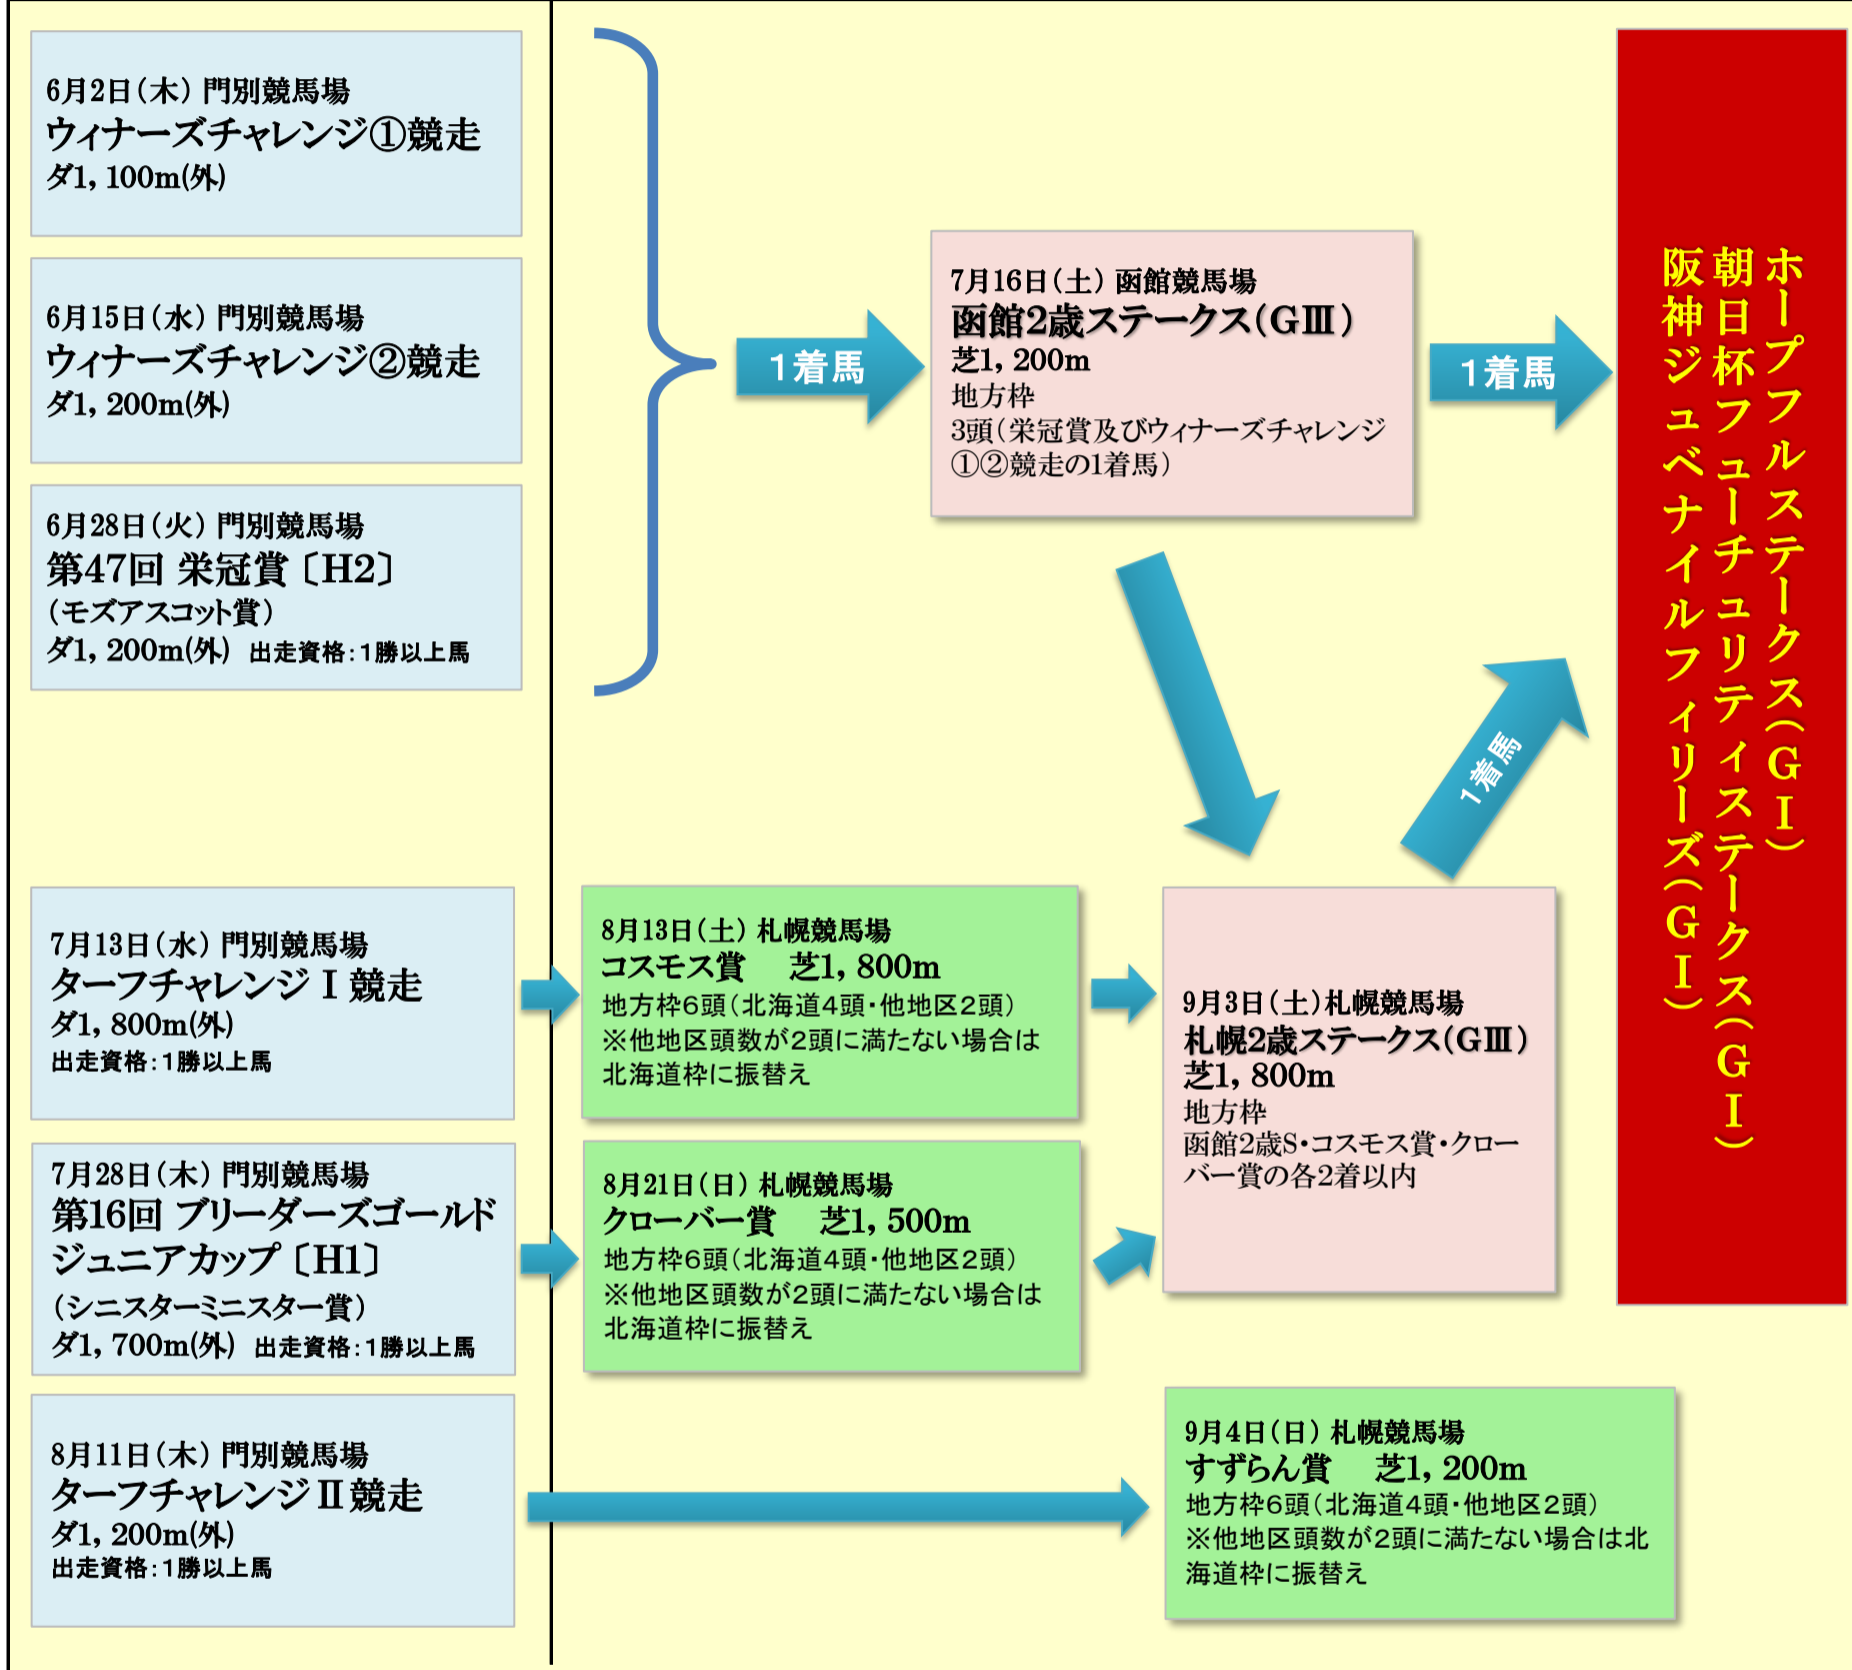 6月2日(木) 門別競馬場
ウィナーズチャレンジ①競走
ダ1, 100m(外)
6月15日(水) 門別競馬場
ウィナーズチャレンジ②競走
ダ1, 200m(外)
6月28日(火) 門別競馬場
第47回 栄冠賞〔H2〕
(モズアスコット賞)
ダ1, 200m(外) 出走資格:1勝以上馬
1着馬
7月16日(土) 函館競馬場
函館2歳ステークス(GⅢ)
芝1, 200m
地方枠
3頭(栄冠賞及びウィナーズチャレンジ
①②競走の1着馬)
1着馬
ホープフルステークス(GⅠ)
朝日杯フューチュリティステークス(GⅠ)
阪神ジュベナイルフィリーズ(GⅠ)
1着馬
7月13日(水) 門別競馬場
ターフチャレンジⅠ競走
ダ1, 800m(外)
出走資格:1勝以上馬
8月13日(土) 札幌競馬場
コスモス賞 芝1, 800m
地方枠6頭(北海道4頭・他地区2頭)
※他地区頭数が2頭に満たない場合は
北海道枠に振替え
9月3日(土)札幌競馬場
札幌2歳ステークス(GⅢ)
芝1, 800m
地方枠
函館2歳S・コスモス賞・クロー
バー賞の各2着以内
7月28日(木) 門別競馬場
第16回 ブリーダーズゴールド
ジュニアカップ〔H1〕
(シニスターミニスター賞)
ダ1, 700m(外) 出走資格:1勝以上馬
8月21日(日) 札幌競馬場
クローバー賞 芝1, 500m
地方枠6頭(北海道4頭・他地区2頭)
※他地区頭数が2頭に満たない場合は
北海道枠に振替え
8月11日(木) 門別競馬場
ターフチャレンジⅡ競走
ダ1, 200m(外)
出走資格:1勝以上馬
9月4日(日) 札幌競馬場
すずらん賞 芝1, 200m
地方枠6頭(北海道4頭・他地区2頭)
※他地区頭数が2頭に満たない場合は北
海道枠に振替え